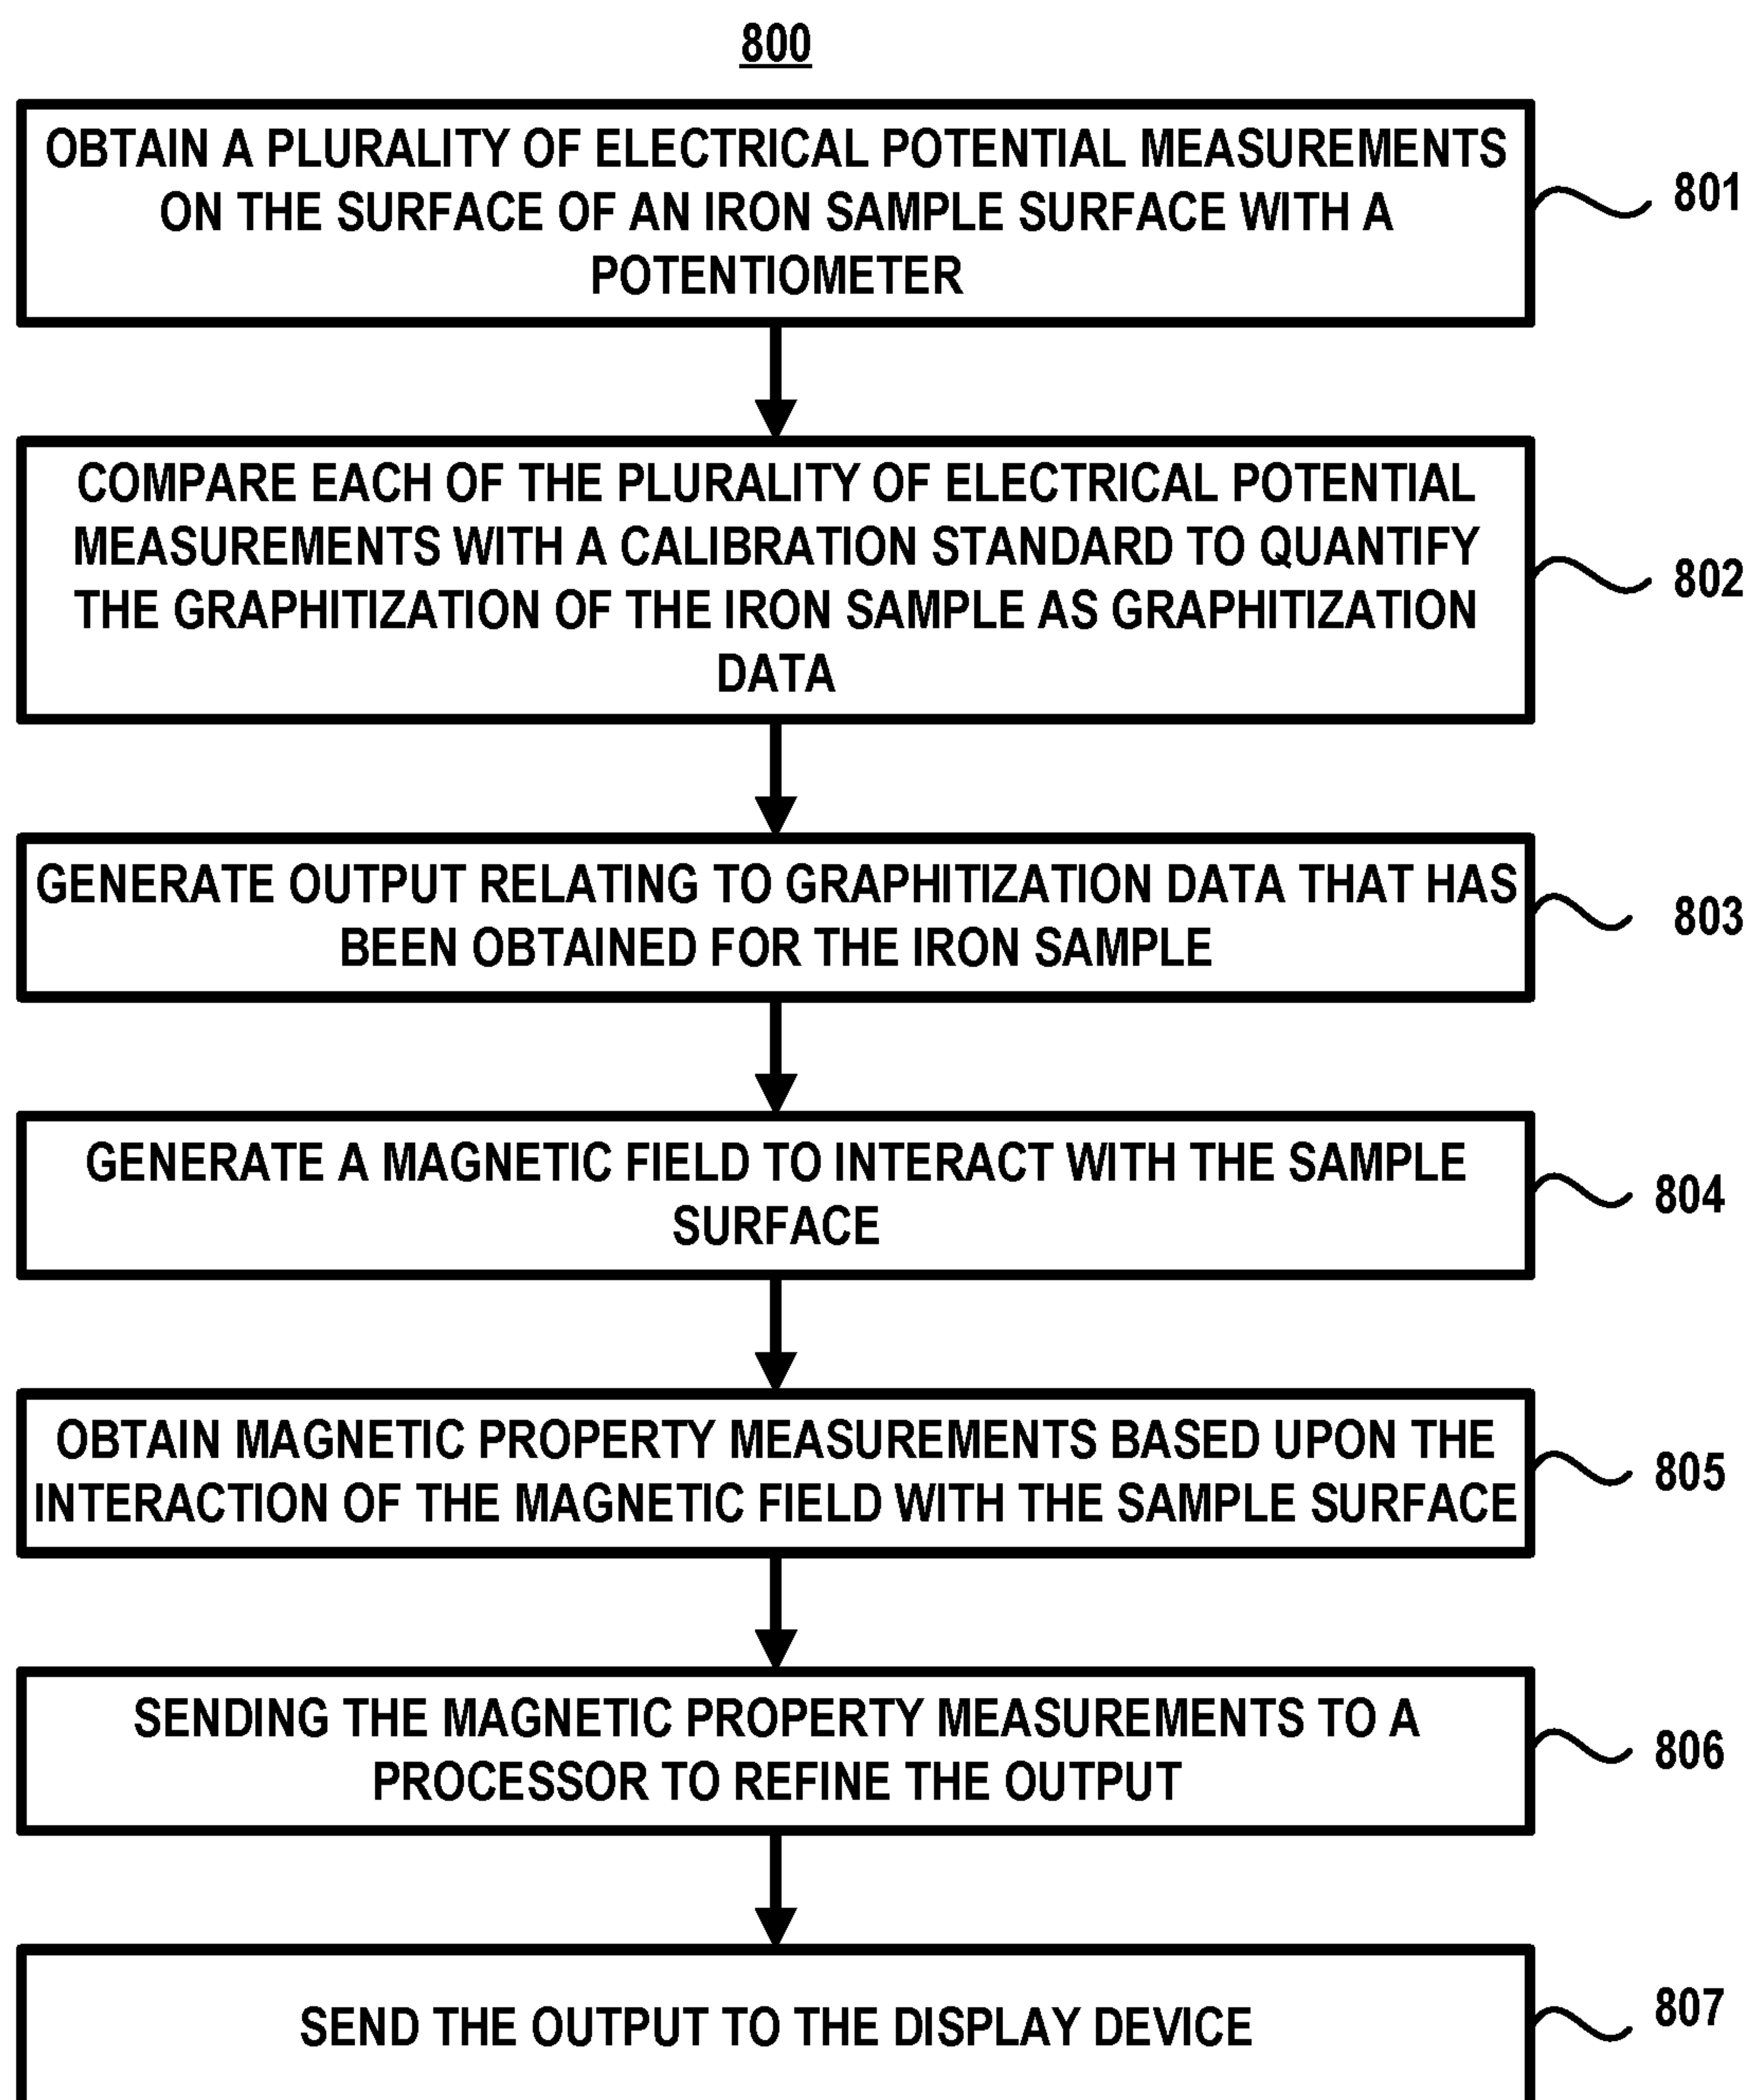 800
OBTAIN A PLURALITY OF ELECTRICAL POTENTIAL MEASUREMENTS
ON THE SURFACE OF AN IRON SAMPLE SURFACE WITH A
POTENTIOMETER
801
COMPARE EACH OF THE PLURALITY OF ELECTRICAL POTENTIAL
MEASUREMENTS WITH A CALIBRATION STANDARD TO QUANTIFY
THE GRAPHITIZATION OF THE IRON SAMPLE AS GRAPHITIZATION
DATA
802
GENERATE OUTPUT RELATING TO GRAPHITIZATION DATA THAT HAS
BEEN OBTAINED FOR THE IRON SAMPLE
803
GENERATE A MAGNETIC FIELD TO INTERACT WITH THE SAMPLE
SURFACE
804
OBTAIN MAGNETIC PROPERTY MEASUREMENTS BASED UPON THE
INTERACTION OF THE MAGNETIC FIELD WITH THE SAMPLE SURFACE
805
SENDING THE MAGNETIC PROPERTY MEASUREMENTS TO A
PROCESSOR TO REFINE THE OUTPUT
806
SEND THE OUTPUT TO THE DISPLAY DEVICE
807